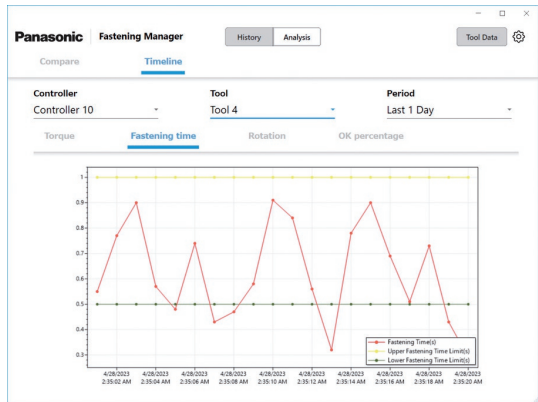 Panasonic Fastening Manager History Analysis Tool Data
Compare Timeline
Controller Tool Period
Controller 10 Tool 4 Last 1 Day
Torque Fastening time Rotation OK percentage
1
0.9
0.8
0.7
0.6
0.5
0.4
0.3
Fastening Time(s)
Upper Fastening Time Limit(s)
Lower Fastening Time Limit(s)
4/28/2023 4/28/2023 4/28/2023 4/28/2023 4/28/2023 4/28/2023 4/28/2023 4/28/2023 4/28/2023 4/28/2023
2:35:02 AM 2:35:04 AM 2:35:06 AM 2:35:08 AM 2:35:10 AM 2:35:12 AM 2:35:14 AM 2:35:16 AM 2:35:18 AM 2:35:20 AM